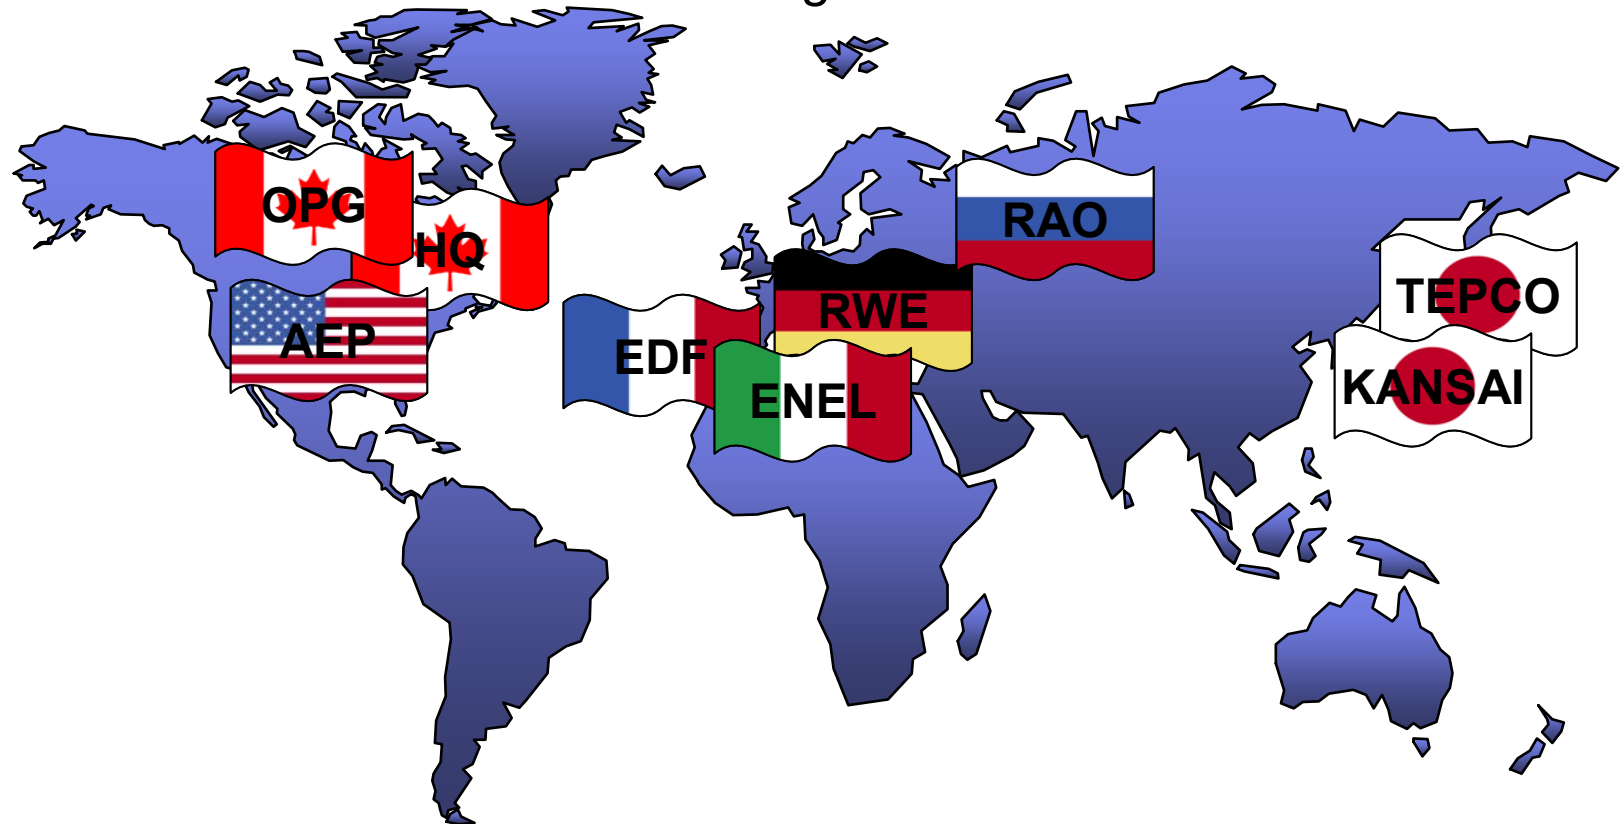 OPG
HQ
AEP
EDF
RWE
ENEL
RAO
TEPCO
KANSAI